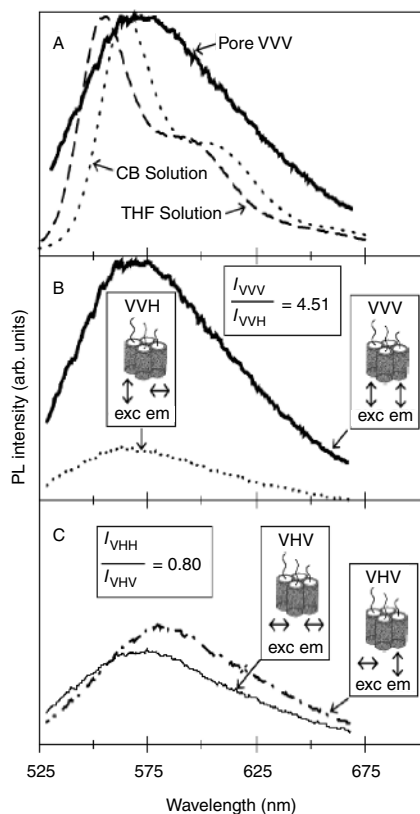 A
Pore VVV
CB Solution
THF Solution
B
VVH
exc em
I_VVV
I_VVH
= 4.51
VVV
exc em
PL intensity (arb. units)
C
I_VHH
I_VHV
= 0.80
VHV
exc em
VHV
exc em
525
575
625
675
Wavelength (nm)